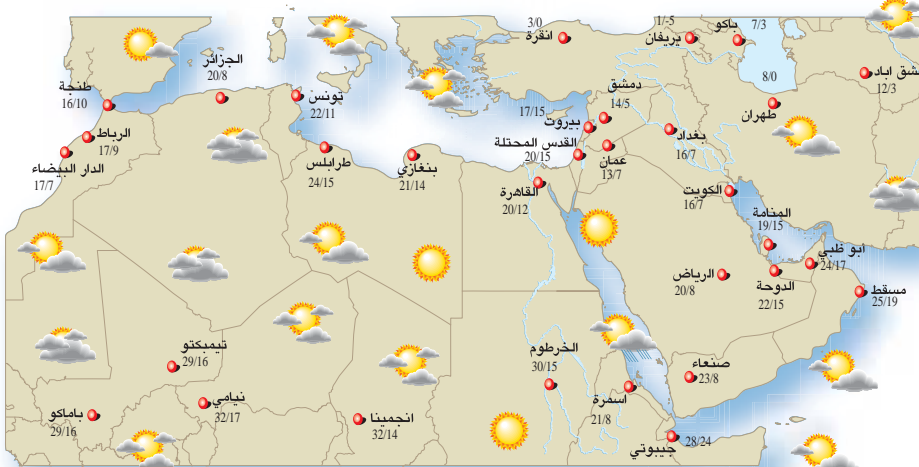 3/0
انقرة
1/-5
يريفان
7/3
باكو
شق اباد
12/3
8/0
طهران
الجزائر
20/8
طنجة
16/10
تونس
22/11
17/15
دمشق
14/5
بيروت
بغداد
16/7
الرباط
17/9
الدار البيضاء
17/7
طرابلس
24/15
بنغازي
21/14
القدس المحتلة
20/15
عمان
13/7
القاهرة
20/12
الكويت
16/7
المنامة
19/15
ابو ظبي
24/17
الرياض
20/8
الدوحة
22/15
مسقط
25/19
تيمبكتو
29/16
الخرطوم
30/15
صنعاء
23/8
باماكو
29/16
نيامي
32/17
انجمينا
32/14
اسمرة
21/8
28/24
جيبوتي